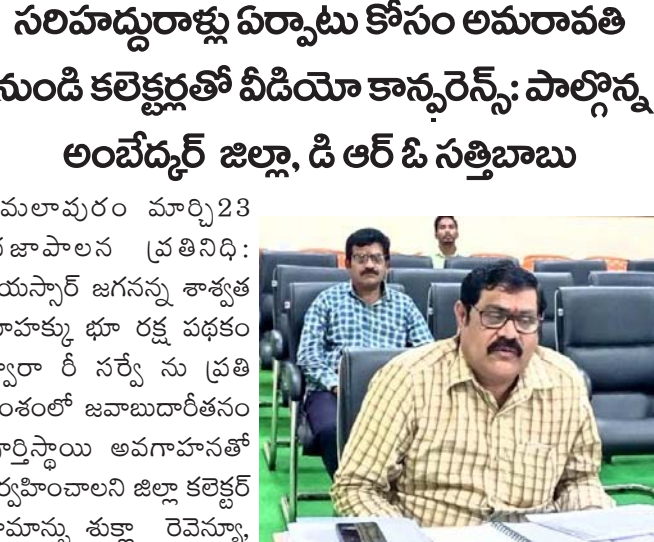 సరిహద్దురాళ్లు ఏర్పాటు కోసం అమరావతి
నుండి కలెక్టర్లతో వీడియో కాన్ఫరెన్స్: పాల్గొన్న
అంబేద్కర్ జిల్లా, డి ఆర్ ఓ సత్తిబాబు
మలావురం మార్చి23
జాపాలన ప్రతినిధి:
యస్సార్ జగనన్న శాశ్వత
హక్కు భూ రక్ష పథకం
ద్వారా రీ సర్వే ను ప్రతి
ంశంలో జవాబుదారీతనం
ూర్తిస్థాయి అవగాహనతో
ర్వహించాలని జిల్లా కలెక్టర్
ామాన్షు శుక్లా రెవెన్యూ,